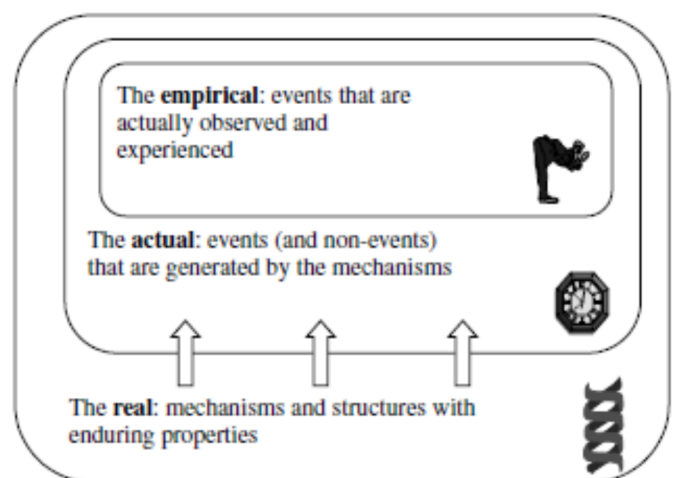 The empirical: events that are
actually observed and
experienced
The actual: events (and non-events)
that are generated by the mechanisms
The real: mechanisms and structures with
enduring properties